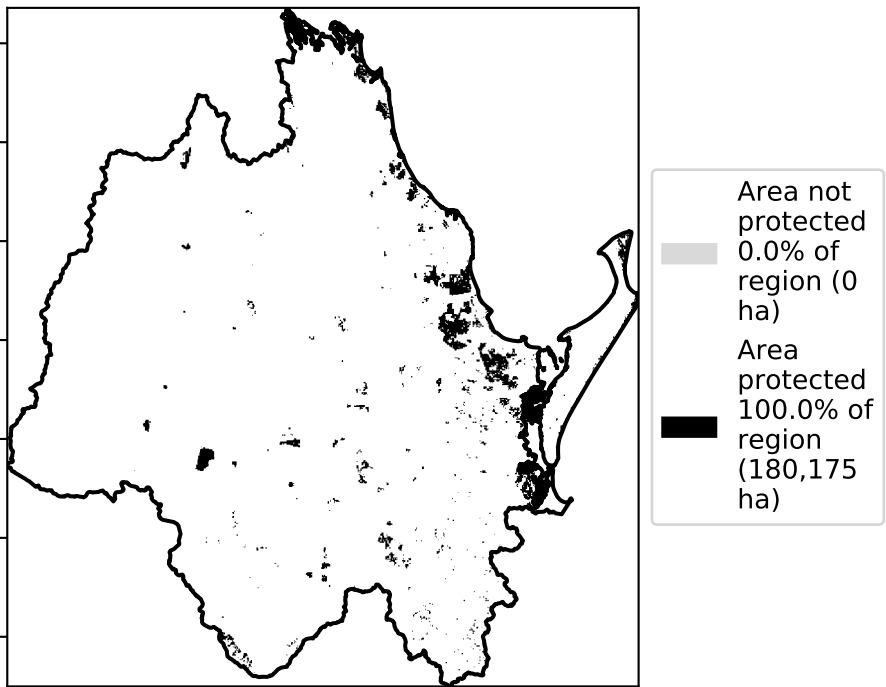 Area not
protected
0.0% of
region (0
ha)
Area
protected
100.0% of
region
(180,175
ha)